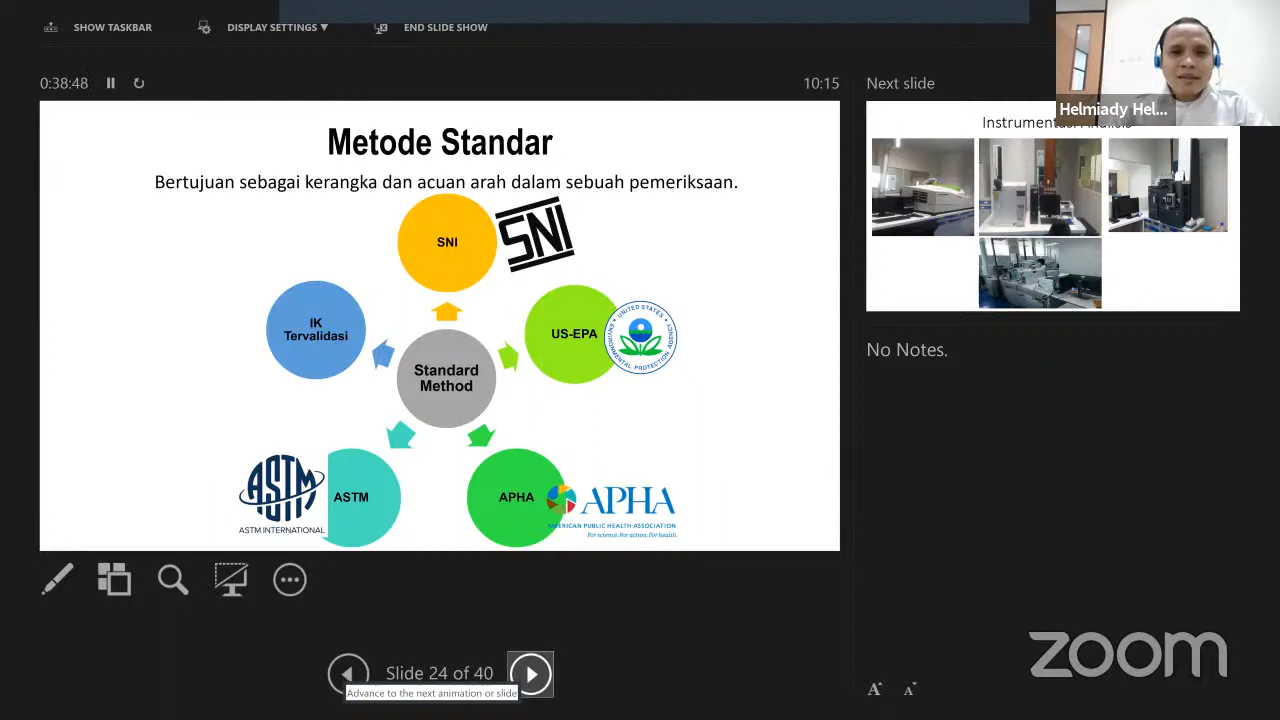 SHOW TASKBAR
DISPLAY SETTINGS ▼
END SLIDE SHOW
0:38:48
10:15
Next slide
Helmiady Hel...
Metode Standar
Bertujuan sebagai kerangka dan acuan arah dalam sebuah pemeriksaan.
SNI
SNI
IK
Tervalidasi
US-EPA
UNITED STATES
ENVIRONMENTAL PROTECTION AGENCY
Standard
Method
ASTM
ASTM INTERNATIONAL
ASTM
APHA
APHA
AMERICAN PUBLIC HEALTH ASSOCIATION
For science. For action. For health.
Instrumentasi Analisis
No Notes.
Slide 24 of 40
Advance to the next animation or slide
zoom
A
A